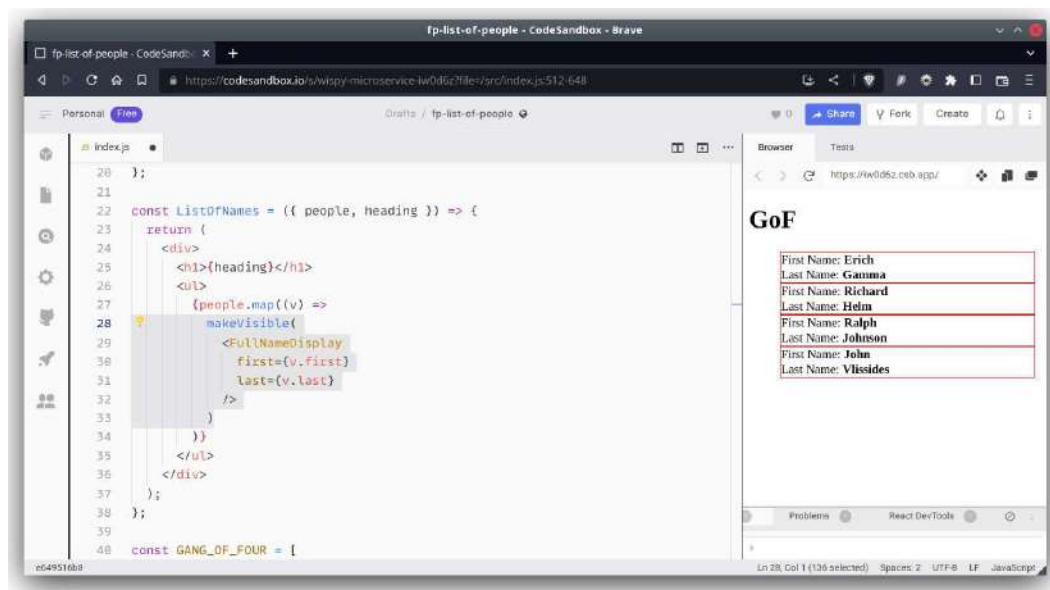 fp-list-of-people - CodeSandbox - Brave
fp-list-of-people - CodeSandb
https://codesandbox.io/s/wispy-microservice-iw0d6z?file=/src/index.js:512-648
Personal Free
Drafts / fp-list-of-people
0 Share Fork Create
index.js
20 };
21
22 const ListOfNames = ({ people, heading }) => {
23 return (
24 <div>
25 <h1>{heading}</h1>
26 <ul>
27 {people.map((v) =>
28 makeVisible(
29 <FullNameDisplay
30 first={v.first}
31 last={v.last}
32 />
33 )
34 )}
35 </ul>
36 </div>
37 );
38 };
39
40 const GANG_OF_FOUR = [
Browser Tests
https://iw0d6z.csb.app/
GoF
First Name: Erich
Last Name: Gamma
First Name: Richard
Last Name: Helm
First Name: Ralph
Last Name: Johnson
First Name: John
Last Name: Vlissides
Problems React DevTools
e649516b8
Ln 28, Col 1 (136 selected) Spaces: 2 UTF-8 LF JavaScript